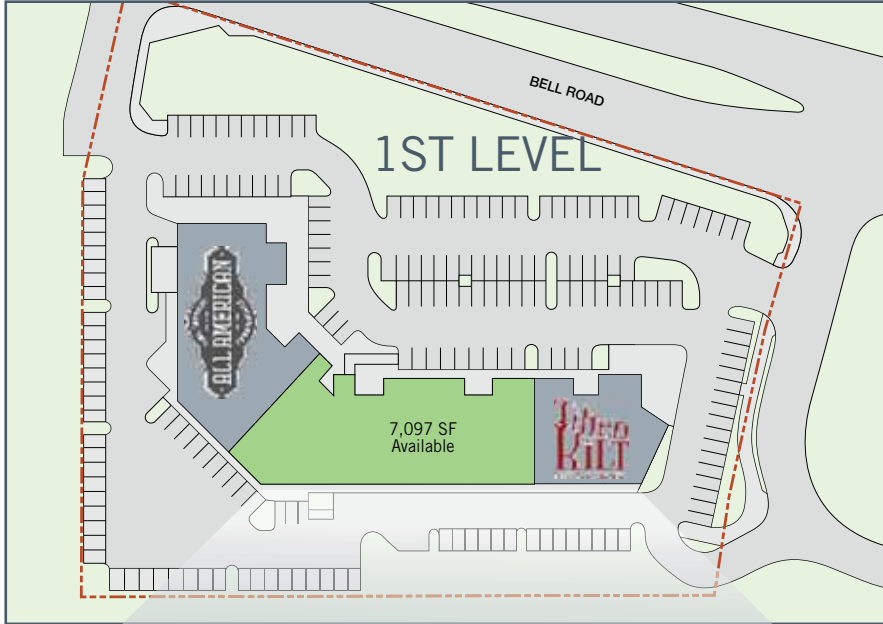 BELL ROAD
1ST LEVEL
ALL AMERICAN
7,097 SF
Available
Tilted
KiLT